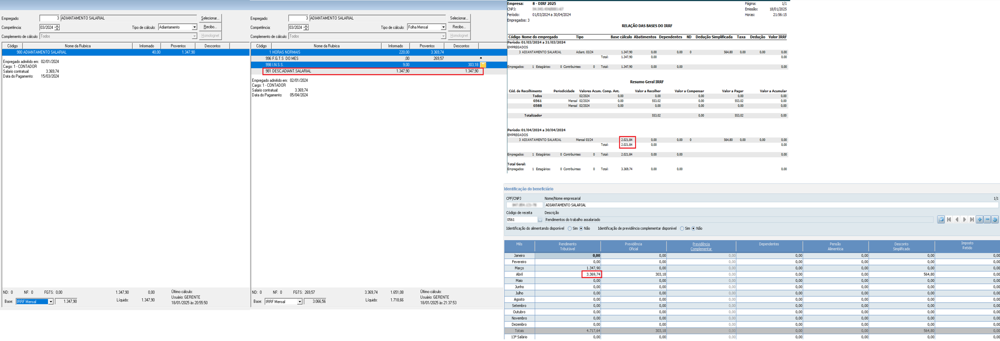 Empregado: 3 ADIANTAMENTO SALARIAL Selecionar...
Competência: 03/2024 Tipo de cálculo: Adiantamento Recibo...
Complemento de cálculo: Todos Homolognet
Código Nome da Rubrica Informado Proventos Descontos
980 ADIANTAMENTO SALARIAL 40,00 1.347,90
Empregado admitido em: 02/01/2024
Cargo: 1 - CONTADOR
Salario contratual: 3.369,74
Data do Pagamento: 15/03/2024
ND: 0 NF: 0 FGTS: 0,00 1.347,90 0,00 Último cálculo:
Usuário: GERENTE
Base: IRRF Mensal 1.347,90 Líquido: 1.347,90
18/01/2025 às 20:55:50
Empregado: 3 ADIANTAMENTO SALARIAL Selecionar...
Competência: 03/2024 Tipo de cálculo: Folha Mensal Recibo...
Complemento de cálculo: Todos Homolognet
Código Nome da Rubrica Informado Proventos Descontos
1 HORAS NORMAIS 220,00 3.369,74
996 F.G.T.S DO MES ,00 269,57 *
998 I.N.S.S. 9,00 303,18
981 DESC.ADIANT.SALARIAL 1.347,90 1.347,90
Empregado admitido em: 02/01/2024
Cargo: 1 - CONTADOR
Salario contratual: 3.369,74
Data do Pagamento: 05/04/2024
ND: 0 NF: 0 FGTS: 269,57 3.369,74 1.651,08 Último cálculo:
Usuário: GERENTE
Base: IRRF Mensal 3.066,56 Líquido: 1.718,66
18/01/2025 às 21:37:53
Empresa: 8 - DIRF 2025 Página: 1/1
CNPJ: Emissão: 18/01/2025
Período: 01/03/2024 a 30/04/2024 Horas: 21:56:15
Empregados: 3
RELAÇÃO DAS BASES DO IRRF
Código Nome do empregado Tipo Base cálculo Abatimentos Dependentes ND Dedução Simplificada Taxa Dedução Valor IRRF
Período: 01/03/2024 a 31/03/2024
EMPREGADOS
3 ADIANTAMENTO SALARIAL Adiant. 03/24 1.347,90 0,00 0,00 0 564,80 0,00 0,00 0,00
Total: 1.347,90 0,00 0,00
Empregados: 1 Estagiários: 0 Contribuintes: 0 Total: 1.347,90 0,00 0,00 0,00
Resumo Geral IRRF
Cód. de Recolhimento Periodicidade Valores Acum. Comp. Ant. Valor a Recolher Valor a Compensar Valor a Pagar Valor a Acumular
Todos 02/2024 0,00 0,00 0,00 0,00 0,00
0561 Mensal 02/2024 0,00 553,02 0,00 553,02 0,00
0588 Mensal 02/2024 0,00 0,00 0,00 0,00 0,00
Totalizador 553,02 0,00 553,02 0,00
Período: 01/04/2024 a 30/04/2024
EMPREGADOS
3 ADIANTAMENTO SALARIAL Mensal 03/24 2.021,84 0,00 0,00 0 564,80 0,00 0,00 0,00
Total: 2.021,84 0,00 0,00
Empregados: 1 Estagiários: 0 Contribuintes: 0 Total: 2.021,84 0,00 0,00 0,00
Total Geral:
Empregados: 1 Estagiários: 0 Contribuintes: 0 Total: 3.369,74 0,00 0,00 0,00
Identificação do beneficiário
CPF/CNPJ Nome/Nome empresarial 1/1
ADIANTAMENTO SALARIAL
Código de receita Descrição
0561 Rendimentos do trabalho assalariado
Identificação do alimentando disponível Sim Não Identificação de previdência complementar disponível Sim Não
Mês Rendimento Tributável Previdência Oficial Previdência Complementar Dependentes Pensão Alimentícia Desconto Simplificado Imposto Retido
Janeiro 0,00 0,00 0,00 0,00 0,00 0,00 0,00
Fevereiro 0,00 0,00 0,00 0,00 0,00 0,00 0,00
Março 1.347,90 0,00 0,00 0,00 0,00 0,00 0,00
Abril 3.369,74 303,18 0,00 0,00 0,00 564,80 0,00
Maio 0,00 0,00 0,00 0,00 0,00 0,00 0,00
Junho 0,00 0,00 0,00 0,00 0,00 0,00 0,00
Julho 0,00 0,00 0,00 0,00 0,00 0,00 0,00
Agosto 0,00 0,00 0,00 0,00 0,00 0,00 0,00
Setembro 0,00 0,00 0,00 0,00 0,00 0,00 0,00
Outubro 0,00 0,00 0,00 0,00 0,00 0,00 0,00
Novembro 0,00 0,00 0,00 0,00 0,00 0,00 0,00
Dezembro 0,00 0,00 0,00 0,00 0,00 0,00 0,00
Totais 4.717,64 303,18 0,00 0,00 0,00 564,80 0,00
13º Salário 0,00 0,00 0,00 0,00 0,00 0,00 0,00